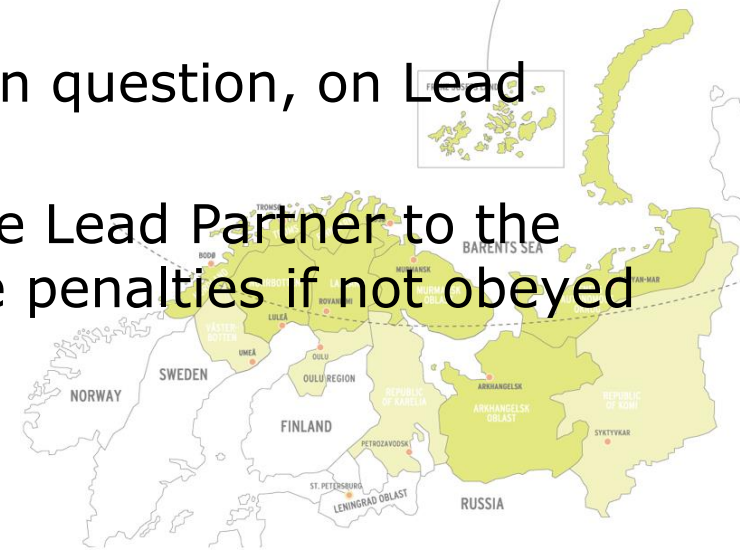 n question, on Lead
e Lead Partner to the
e penalties if not obeyed
BARENTS SEA
BODØ
MURMANSK
LULEÅ
VÄSTER
BOTTEN
UMEÅ
OULU
OULU REGION
SWEDEN
NORWAY
FINLAND
REPUBLIC
OF KARELIA
ARKHANGELSK
ARKHANGELSK
OBLAST
REPUBLIC
OF KOMI
SYKTYVKAR
PETROZAVODSK
ST. PETERSBURG
LENINGRAD OBLAST
RUSSIA